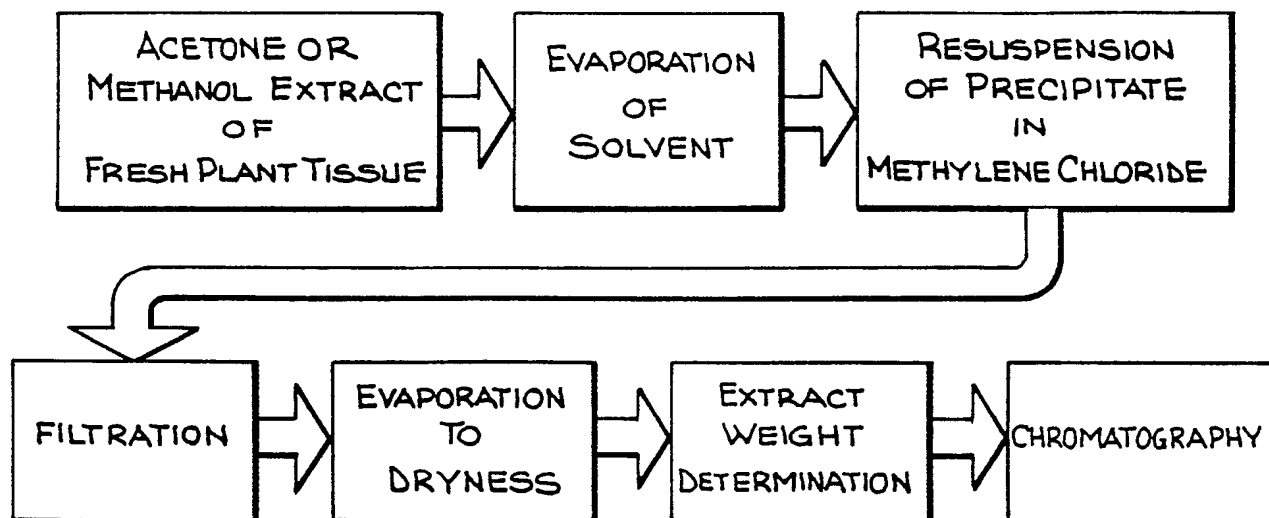 ACETONE OR
METHANOL EXTRACT
OF
FRESH PLANT TISSUE
EVAPORATION
OF
SOLVENT
RESUSPENSION
OF PRECIPITATE
IN
METHYLENE CHLORIDE
FILTRATION
EVAPORATION
TO
DRYNESS
EXTRACT
WEIGHT
DETERMINATION
CHROMATOGRAPHY